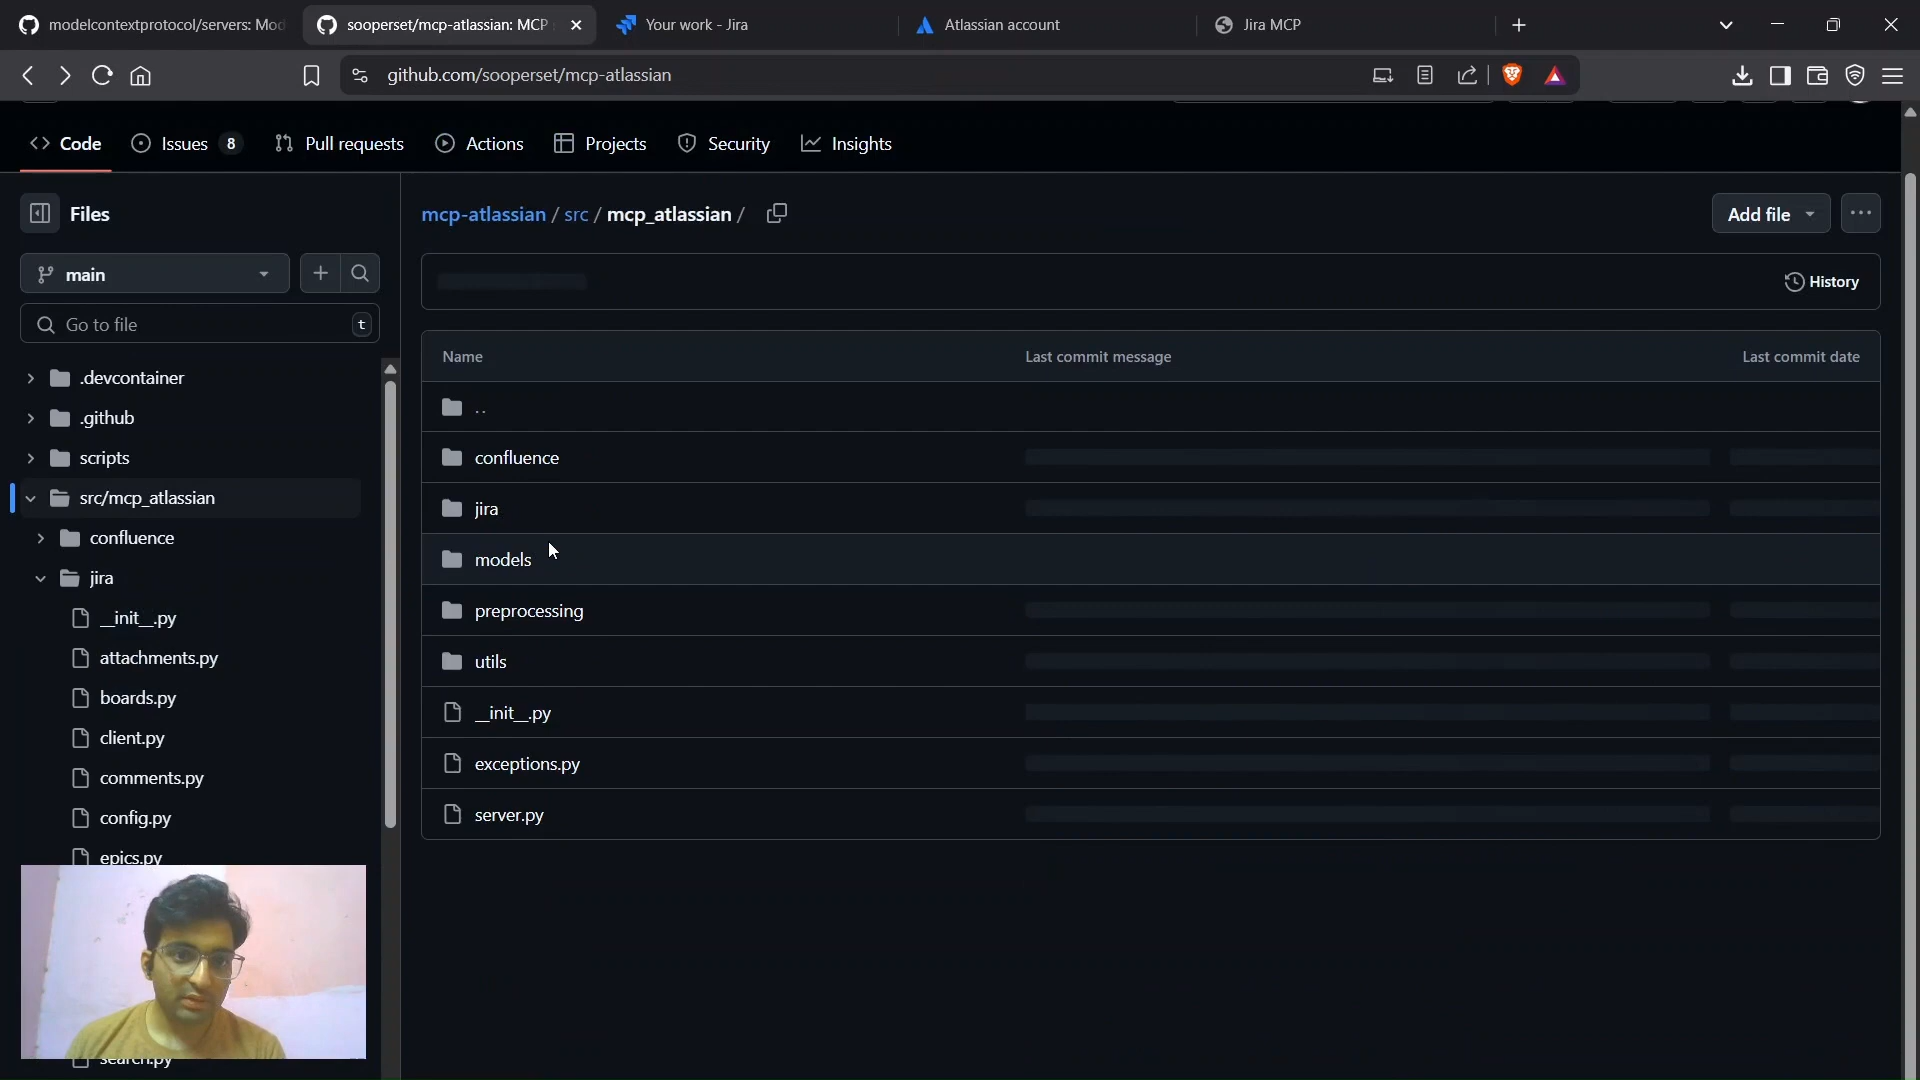 modelcontextprotocol/servers: Mod
sooperset/mcp-atlassian: MCP
Your work - Jira
Atlassian account
Jira MCP
github.com/sooperset/mcp-atlassian
Code
Issues 8
Pull requests
Actions
Projects
Security
Insights
Files
main
Go to file
t
.devcontainer
.github
scripts
src/mcp_atlassian
confluence
jira
__init__.py
attachments.py
boards.py
client.py
comments.py
config.py
epics.py
search.py
mcp-atlassian / src / mcp_atlassian /
Add file
History
Name Last commit message Last commit date
..
confluence
jira
models
preprocessing
utils
__init__.py
exceptions.py
server.py